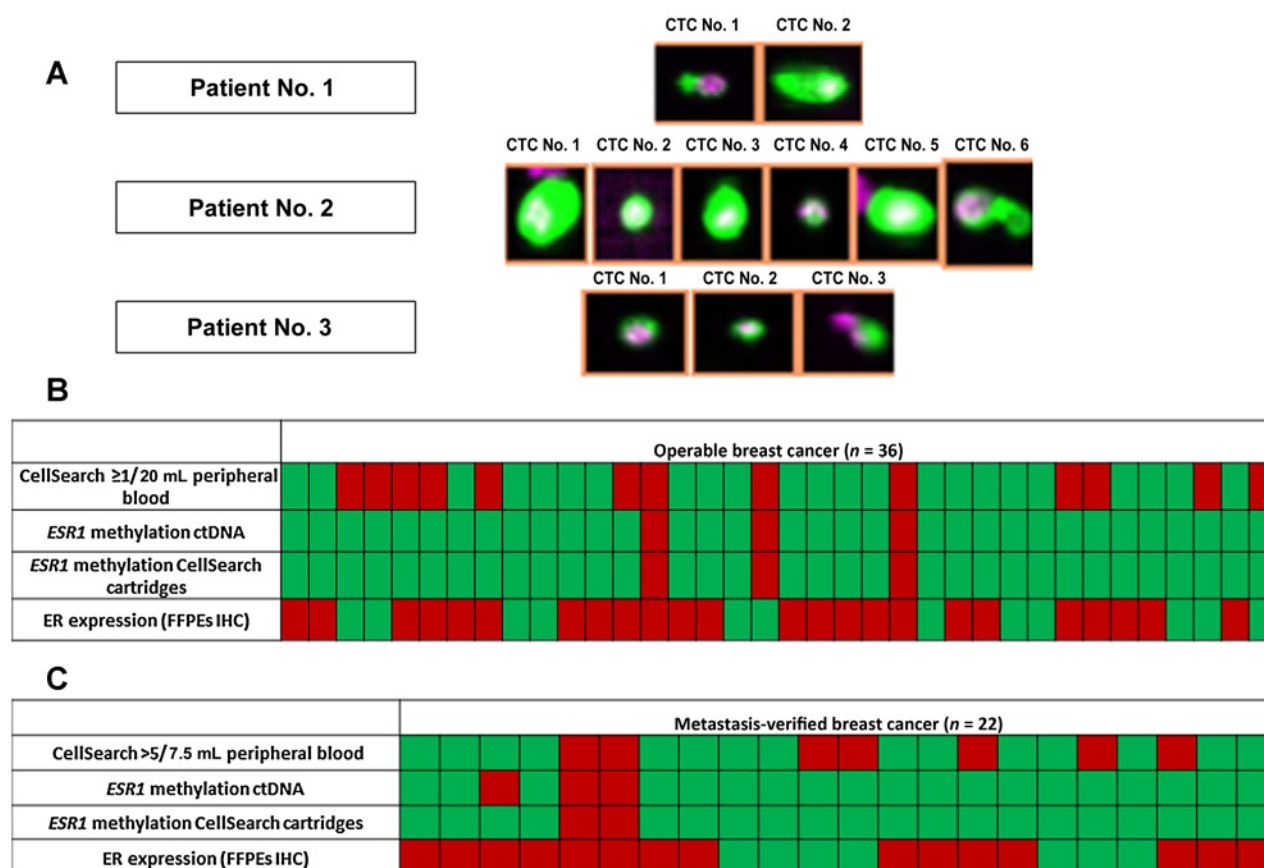 CTC No. 1 CTC No. 2
A
Patient No. 1
CTC No. 1 CTC No. 2 CTC No. 3 CTC No. 4 CTC No. 5 CTC No. 6
Patient No. 2
CTC No. 1 CTC No. 2 CTC No. 3
Patient No. 3
B
Operable breast cancer (n = 36)
CellSearch ≥1/20 mL peripheral
blood
ESR1 methylation ctDNA
ESR1 methylation CellSearch
cartridges
ER expression (FFPEs IHC)
C
Metastasis-verified breast cancer (n = 22)
CellSearch >5/7.5 mL peripheral blood
ESR1 methylation ctDNA
ESR1 methylation CellSearch cartridges
ER expression (FFPEs IHC)